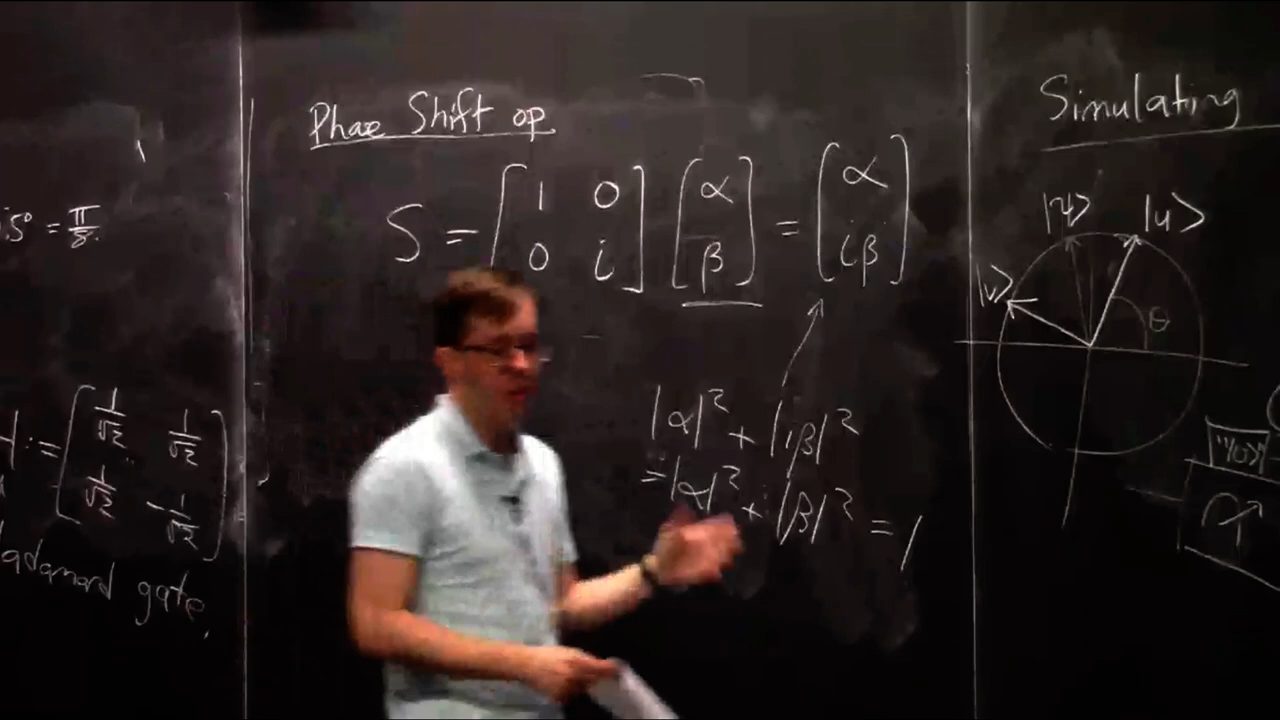 Phase Shift op
S = [1 0; 0 i] [α; β] = [α; iβ]
|α|² + |iβ|²
= |α|² + |β|² = 1
.5° = π/8.
H := [1/√2 1/√2; 1/√2 -1/√2]
adamard gate.
Simulating
|ψ> |u>
|v>
θ